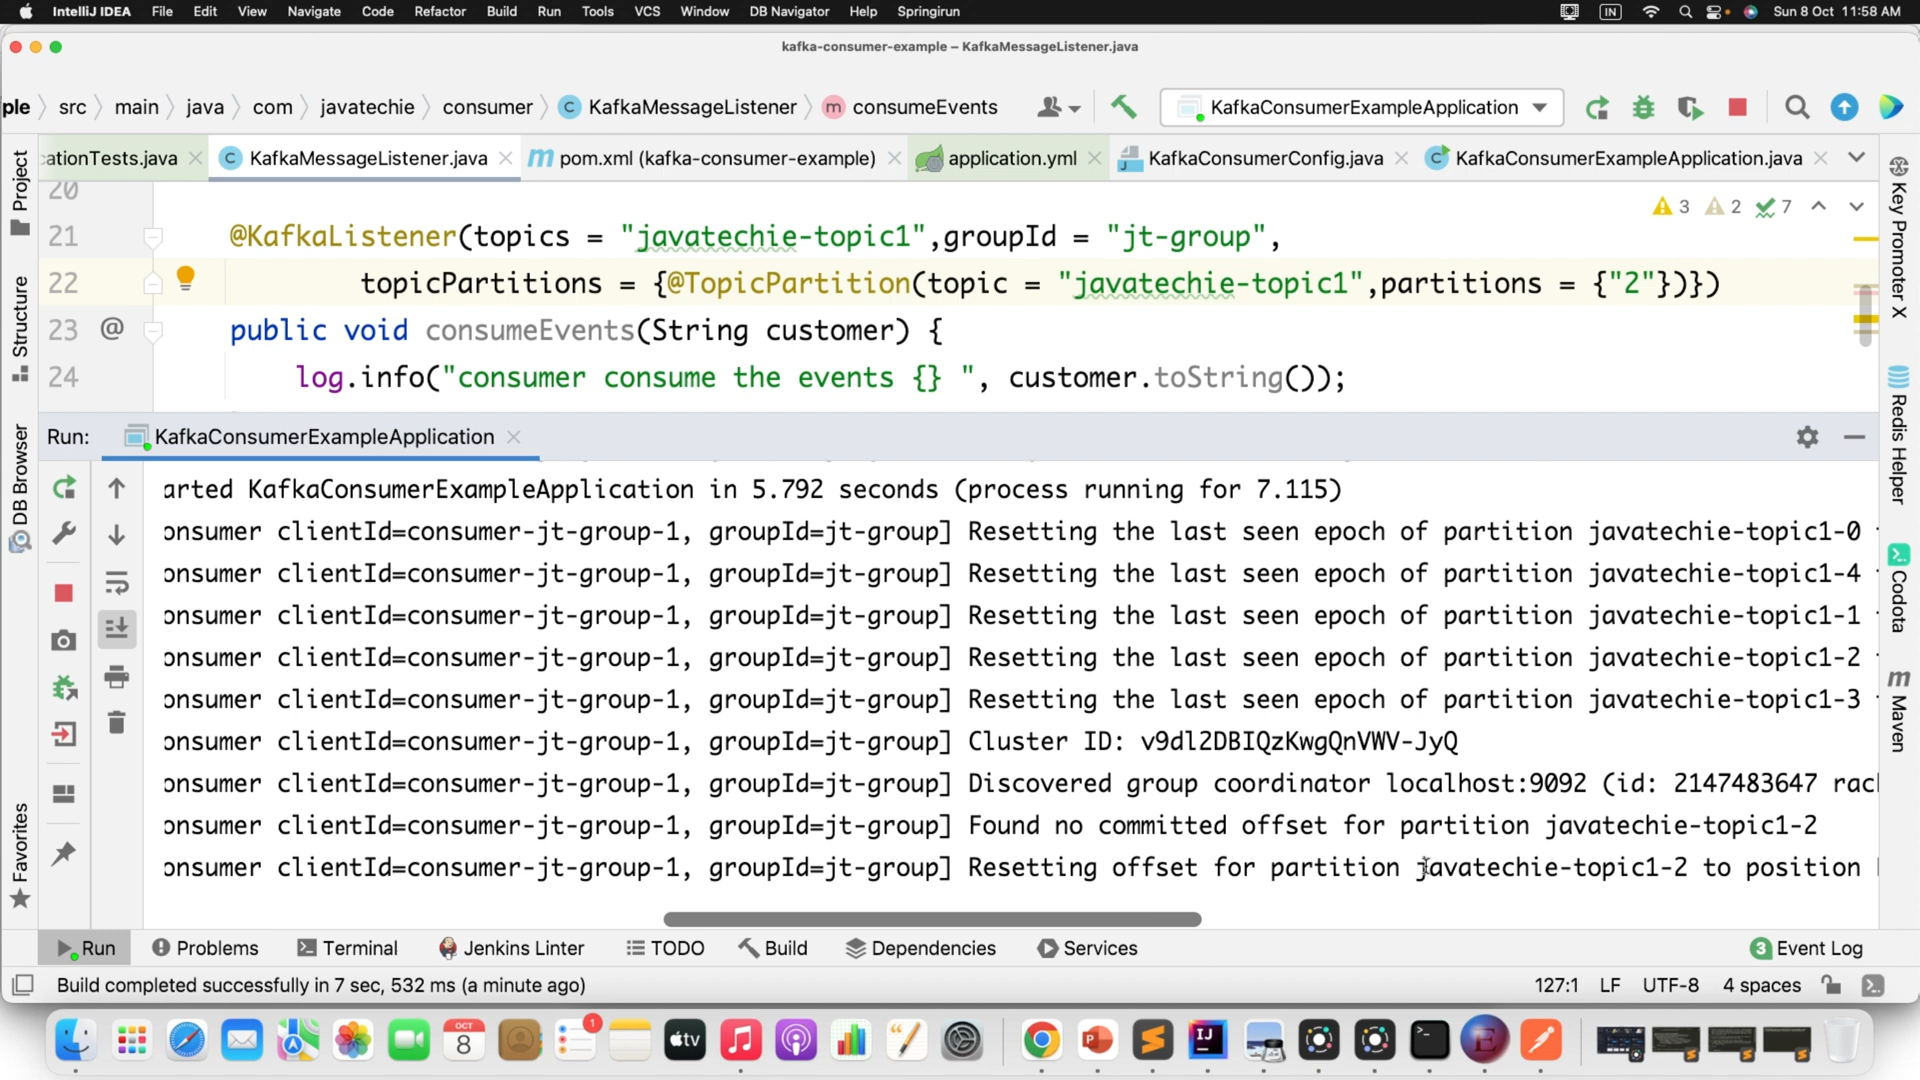 IntelliJ IDEA File Edit View Navigate Code Refactor Build Run Tools VCS Window DB Navigator Help Springirun IN Sun 8 Oct 11:58 AM
kafka-consumer-example – KafkaMessageListener.java
ple src main java com javatechie consumer C KafkaMessageListener m consumeEvents KafkaConsumerExampleApplication
cationTests.java C KafkaMessageListener.java m pom.xml (kafka-consumer-example) application.yml KafkaConsumerConfig.java C KafkaConsumerExampleApplication.java
20
3 2 7
21 @KafkaListener(topics = "javatechie-topic1",groupId = "jt-group",
22 topicPartitions = {@TopicPartition(topic = "javatechie-topic1",partitions = {"2"})})
23 @ public void consumeEvents(String customer) {
24 log.info("consumer consume the events {} ", customer.toString());
Run: KafkaConsumerExampleApplication
arted KafkaConsumerExampleApplication in 5.792 seconds (process running for 7.115)
onsumer clientId=consumer-jt-group-1, groupId=jt-group] Resetting the last seen epoch of partition javatechie-topic1-0
onsumer clientId=consumer-jt-group-1, groupId=jt-group] Resetting the last seen epoch of partition javatechie-topic1-4
onsumer clientId=consumer-jt-group-1, groupId=jt-group] Resetting the last seen epoch of partition javatechie-topic1-1
onsumer clientId=consumer-jt-group-1, groupId=jt-group] Resetting the last seen epoch of partition javatechie-topic1-2
onsumer clientId=consumer-jt-group-1, groupId=jt-group] Resetting the last seen epoch of partition javatechie-topic1-3
onsumer clientId=consumer-jt-group-1, groupId=jt-group] Cluster ID: v9dl2DBIQzKwgQnVWV-JyQ
onsumer clientId=consumer-jt-group-1, groupId=jt-group] Discovered group coordinator localhost:9092 (id: 2147483647 rac
onsumer clientId=consumer-jt-group-1, groupId=jt-group] Found no committed offset for partition javatechie-topic1-2
onsumer clientId=consumer-jt-group-1, groupId=jt-group] Resetting offset for partition javatechie-topic1-2 to position
Project
Structure
DB Browser
Favorites
Key Promoter X
Redis Helper
Codota
m Maven
Run Problems Terminal Jenkins Linter TODO Build Dependencies Services 3 Event Log
Build completed successfully in 7 sec, 532 ms (a minute ago) 127:1 LF UTF-8 4 spaces
OCT
8
1
tv
IJ
P
E